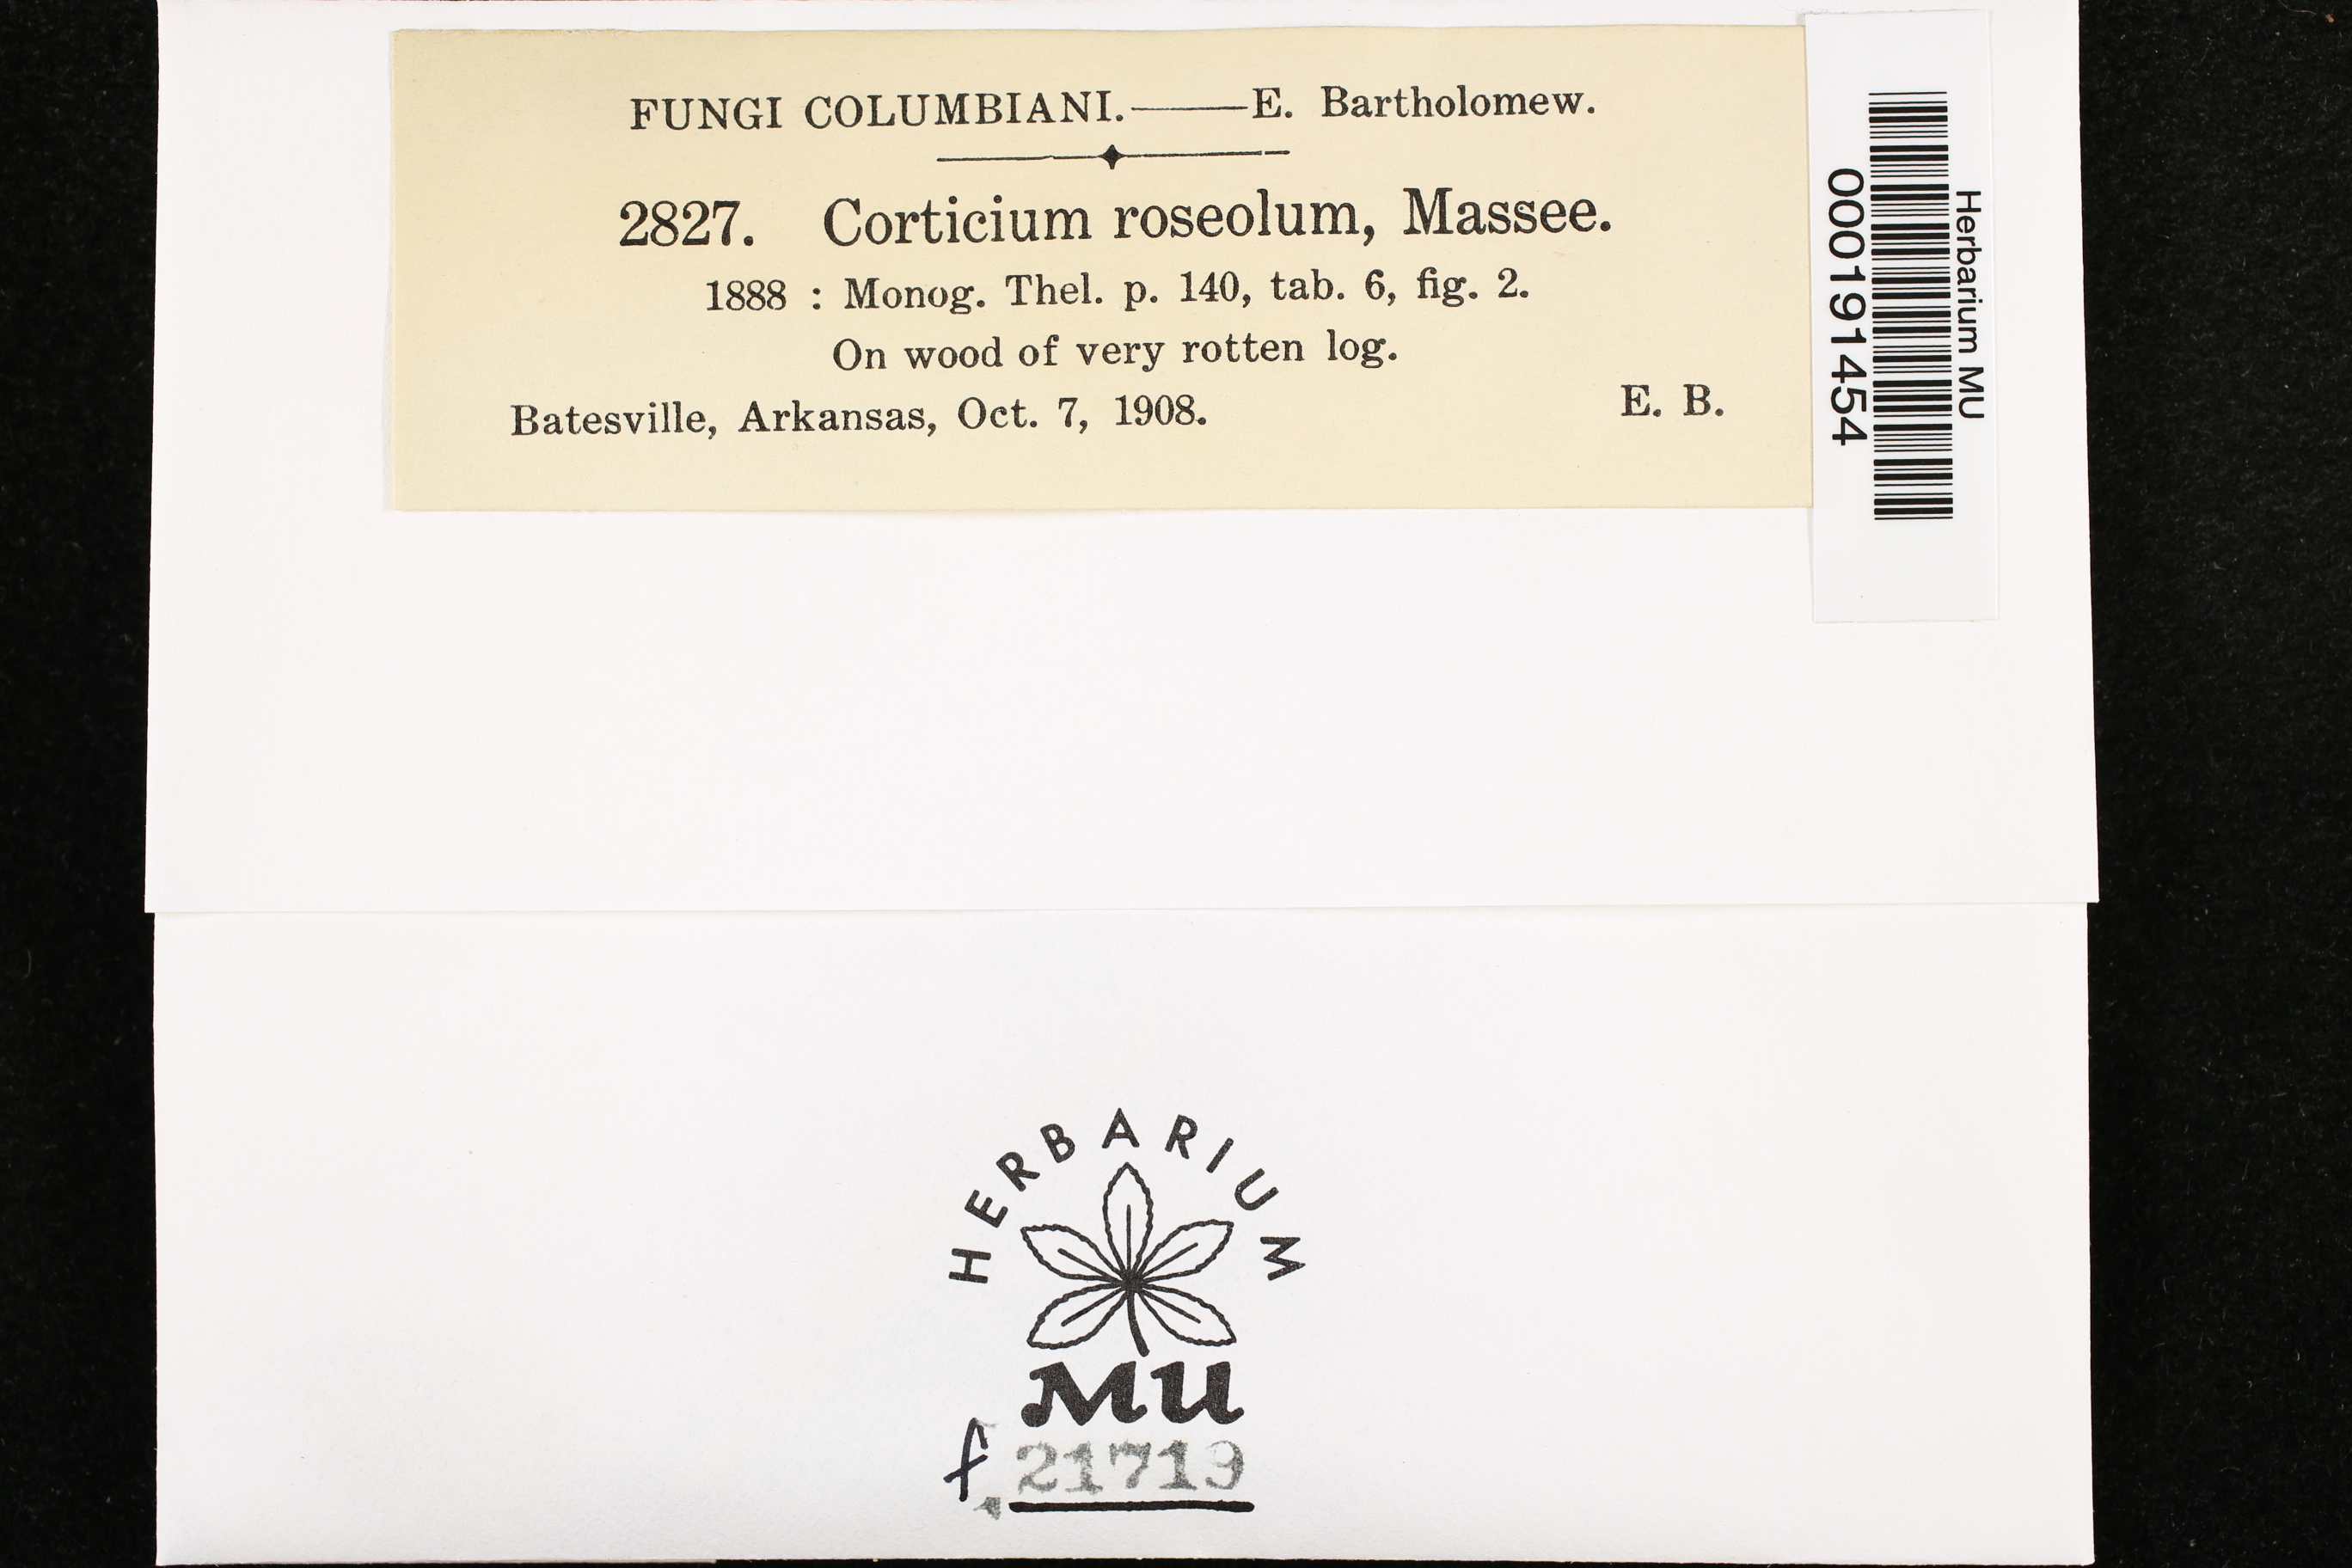 FUNGI COLUMBIANI.——E. Bartholomew.
2827. Corticium roseolum, Massee.
1888 : Monog. Thel. p. 140, tab. 6, fig. 2.
On wood of very rotten log.
Batesville, Arkansas, Oct. 7, 1908. E. B.
Herbarium MU
000191454
HERBARIUM
MU
f 21719